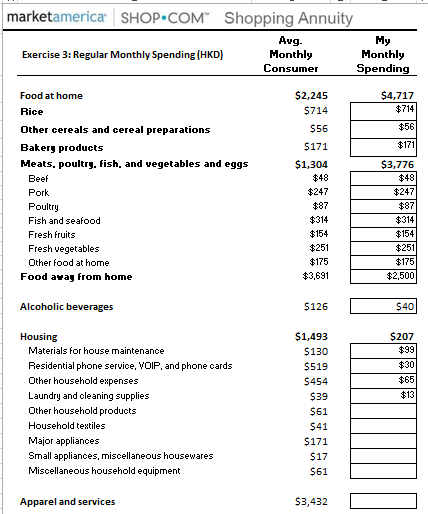 marketamerica SHOP•COM™ Shopping Annuity
Exercise 3: Regular Monthly Spending (HKD) Avg. Monthly Consumer My Monthly Spending
Food at home $2,245 $4,717
Rice $714 $714
Other cereals and cereal preparations $56 $56
Bakery products $171 $171
Meats, poultry, fish, and vegetables and eggs $1,304 $3,776
Beef $48 $48
Pork $247 $247
Poultry $87 $87
Fish and seafood $314 $314
Fresh fruits $154 $154
Fresh vegetables $251 $251
Other food at home $175 $175
Food away from home $3,691 $2,500
Alcoholic beverages $126 $40
Housing $1,493 $207
Materials for house maintenance $130 $99
Residential phone service, VOIP, and phone cards $519 $30
Other household expenses $454 $65
Laundry and cleaning supplies $39 $13
Other household products $61
Household textiles $41
Major appliances $171
Small appliances, miscellaneous housewares $17
Miscellaneous household equipment $61
Apparel and services $3,432